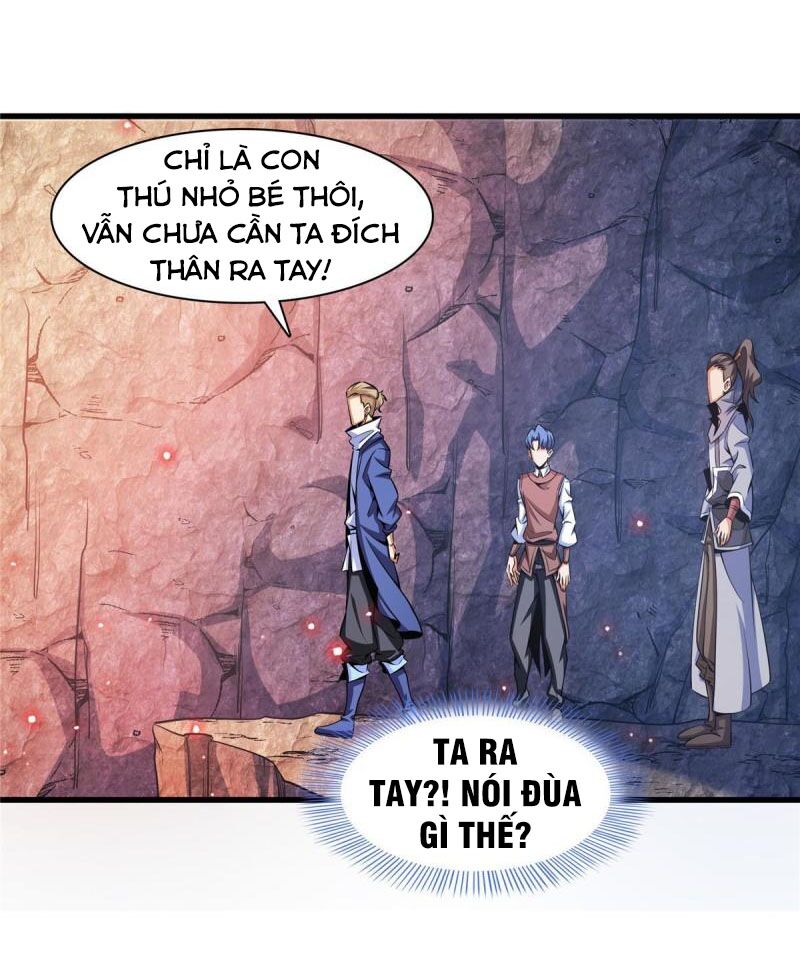 CHỈ LÀ CON
THÚ NHỎ BÉ THÔI,
VẪN CHƯA CẦN TA ĐÍCH
THÂN RA TAY!
TA RA
TAY?! NÓI ĐÙA
GÌ THẾ?